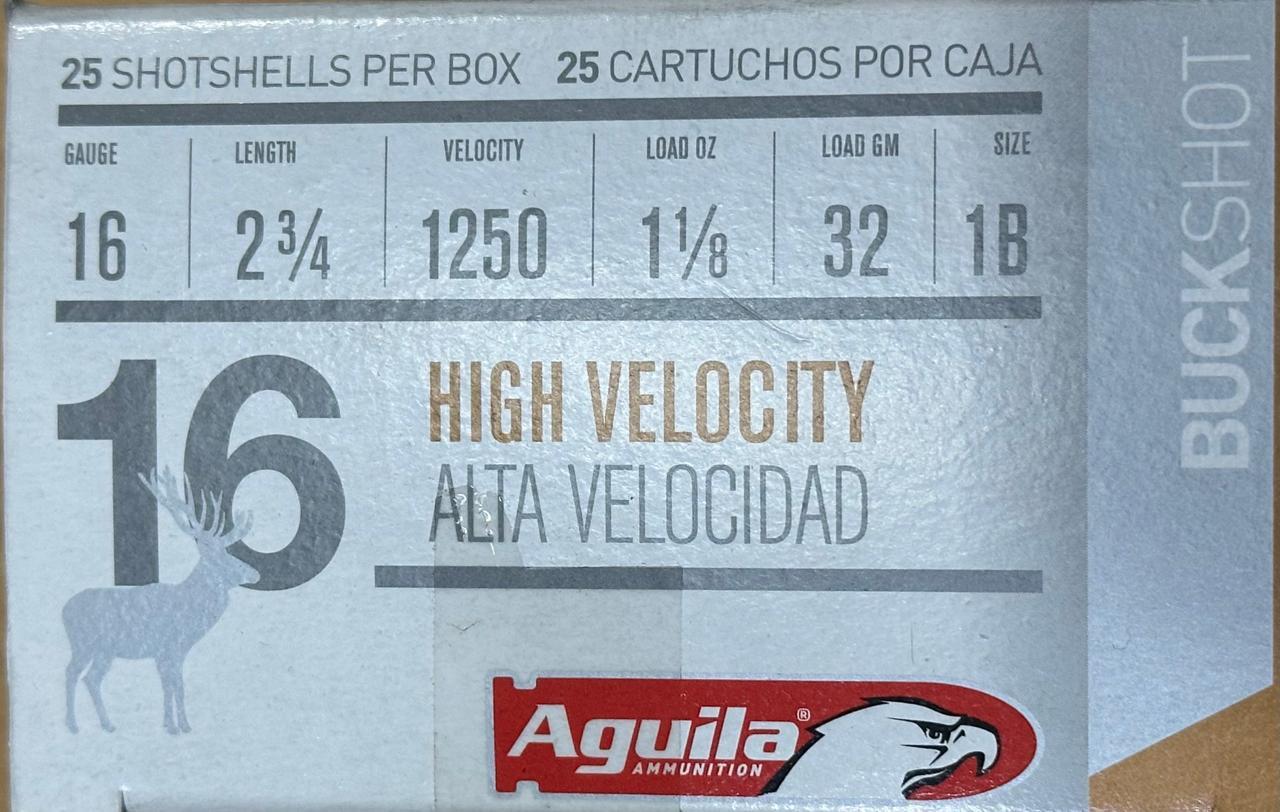 25 SHOTSHELLS PER BOX 25 CARTUCHOS POR CAJA
GAUGE LENGTH VELOCITY LOAD OZ LOAD GM SIZE
16 2 3/4 1250 1 1/8 32 1B
16
HIGH VELOCITY
ALTA VELOCIDAD
Aguila®
AMMUNITION
BUCKSHOT